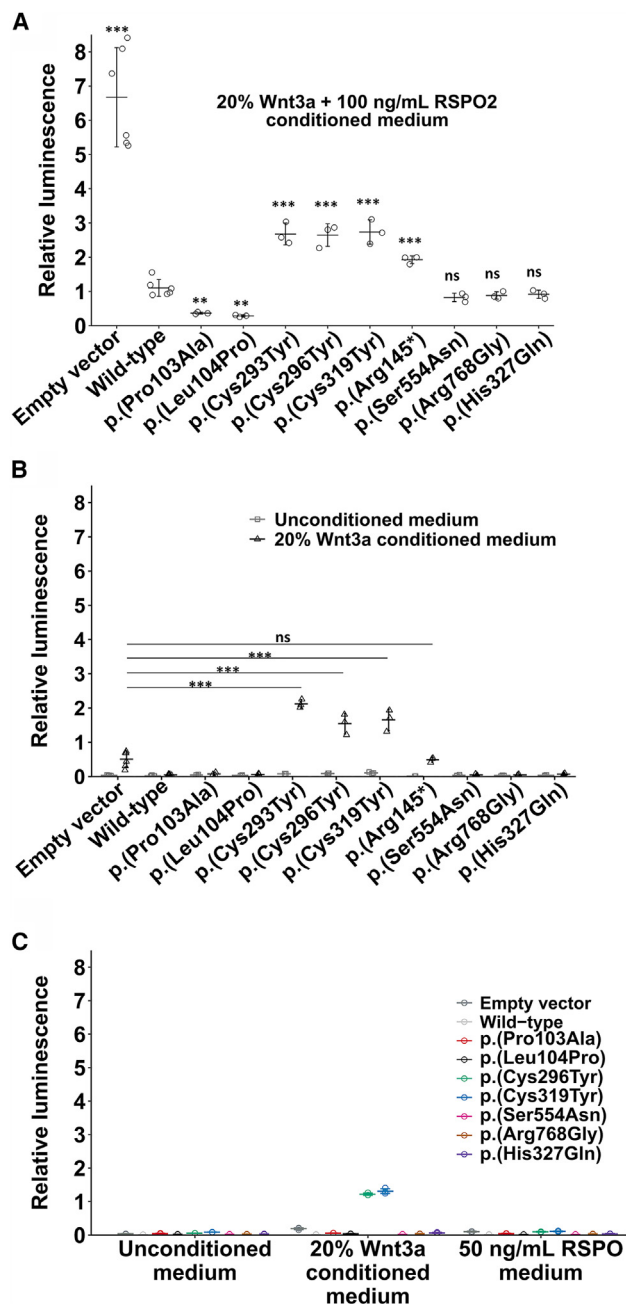 A
Relative luminescence
8
7
6
5
4
3
2
1
0
20% Wnt3a + 100 ng/mL RSPO2
conditioned medium
***
**
**
***
***
***
***
ns
ns
ns
Empty vector
Wild-type
p.(Pro103Ala)
p.(Leu104Pro)
p.(Cys293Tyr)
p.(Cys296Tyr)
p.(Cys319Tyr)
p.(Arg145*)
p.(Ser554Asn)
p.(Arg768Gly)
p.(His327Gln)
B
Relative luminescence
8
7
6
5
4
3
2
1
0
Unconditioned medium
20% Wnt3a conditioned medium
ns
***
***
***
Empty vector
Wild-type
p.(Pro103Ala)
p.(Leu104Pro)
p.(Cys293Tyr)
p.(Cys296Tyr)
p.(Cys319Tyr)
p.(Arg145*)
p.(Ser554Asn)
p.(Arg768Gly)
p.(His327Gln)
C
Relative luminescence
8
7
6
5
4
3
2
1
0
Empty vector
Wild−type
p.(Pro103Ala)
p.(Leu104Pro)
p.(Cys296Tyr)
p.(Cys319Tyr)
p.(Ser554Asn)
p.(Arg768Gly)
p.(His327Gln)
Unconditioned
medium
20% Wnt3a
conditioned
medium
50 ng/mL RSPO
medium